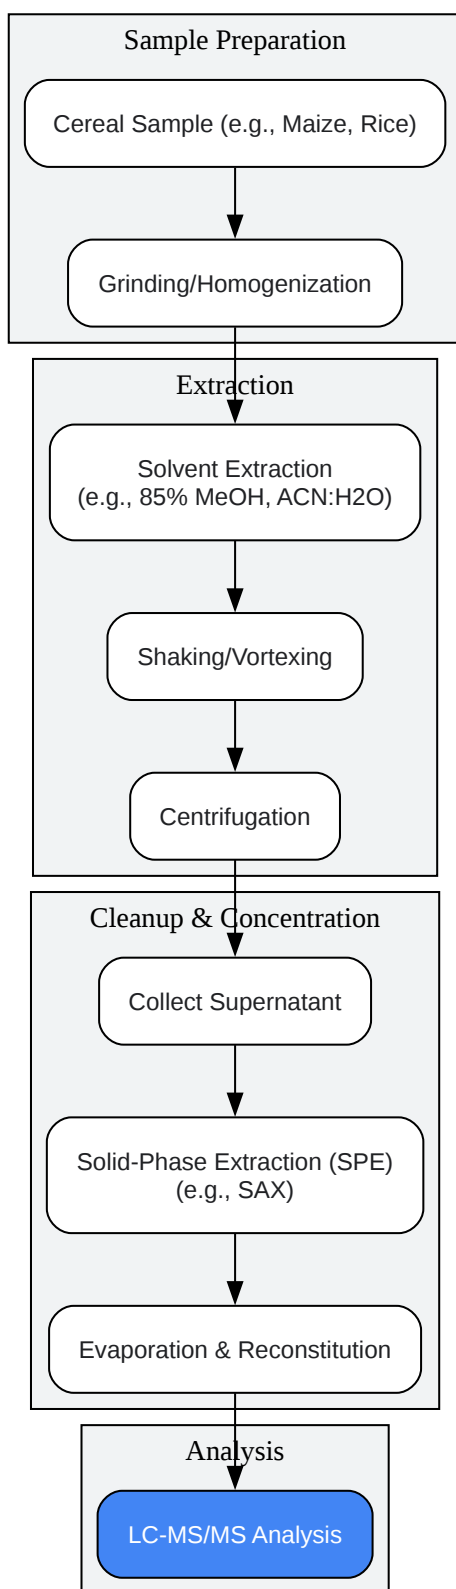 Sample Preparation
Cereal Sample (e.g., Maize, Rice)
Grinding/Homogenization
Extraction
Solvent Extraction
(e.g., 85% MeOH, ACN:H2O)
Shaking/Vortexing
Centrifugation
Cleanup & Concentration
Collect Supernatant
Solid-Phase Extraction (SPE)
(e.g., SAX)
Evaporation & Reconstitution
Analysis
LC-MS/MS Analysis